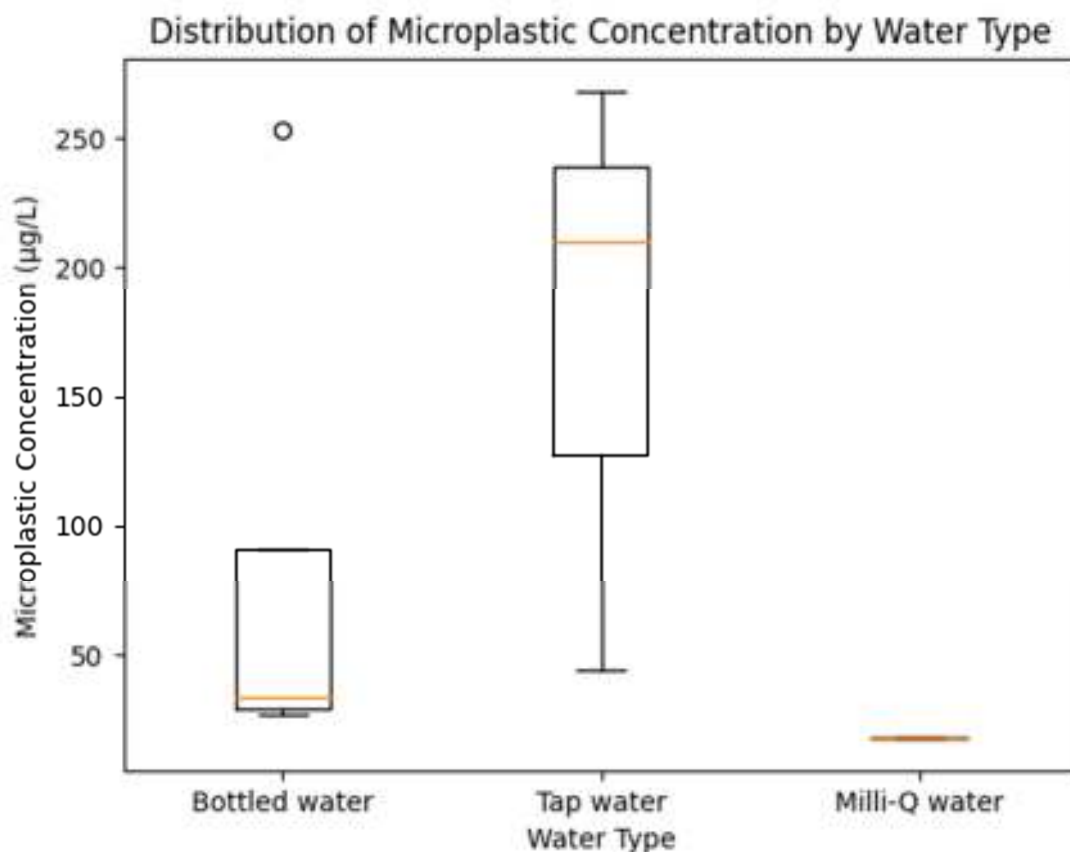 Distribution of Microplastic Concentration by Water Type
Microplastic Concentration (µg/L)
250
200
150
100
50
Bottled water
Tap water
Milli-Q water
Water Type